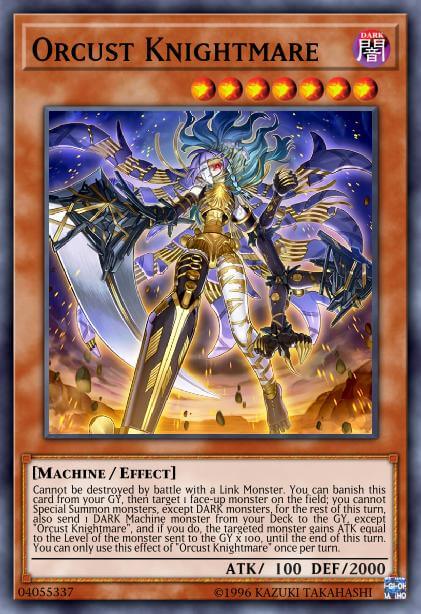 Orcust Knightmare
DARK
闇
[Machine / Effect]
Cannot be destroyed by battle with a Link Monster. You can banish this
card from your GY, then target 1 face-up monster on the field; you cannot
Special Summon monsters, except DARK monsters, for the rest of this turn,
also send 1 DARK Machine monster from your Deck to the GY, except
"Orcust Knightmare", and if you do, the targeted monster gains ATK equal
to the Level of the monster sent to the GY x 100, until the end of this turn.
You can only use this effect of "Orcust Knightmare" once per turn.
ATK/ 100 DEF/2000
04055337
©1996 KAZUKI TAKAHASHI